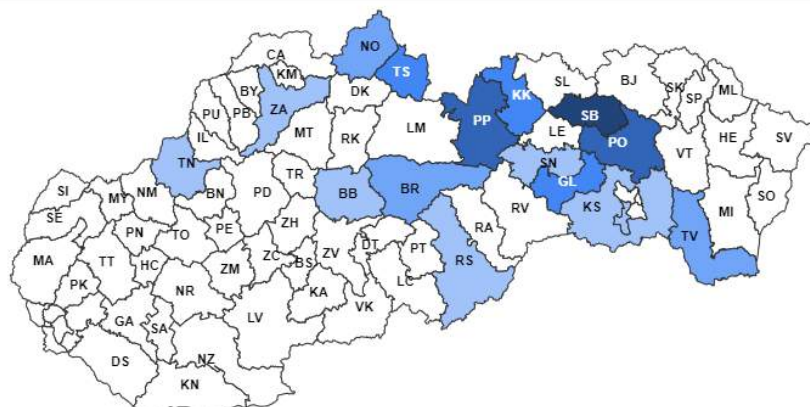 NO
CA
KM
TS
BY
DK
ZA
PU
PB
IL
MT
RK
LM
PP
KK
SL
BJ
SK
SP
ML
SB
LE
PO
HE
SV
VT
TN
SN
GL
TR
BB
BR
PD
BN
NM
MY
SI
SE
KS
RV
RA
MI
SO
TV
ZH
PE
TO
PN
DT
PT
RS
ZV
MA
TT
HC
ZM
ZC
BS
LC
PK
NR
KA
VK
LV
GA
SA
DS
NZ
KN